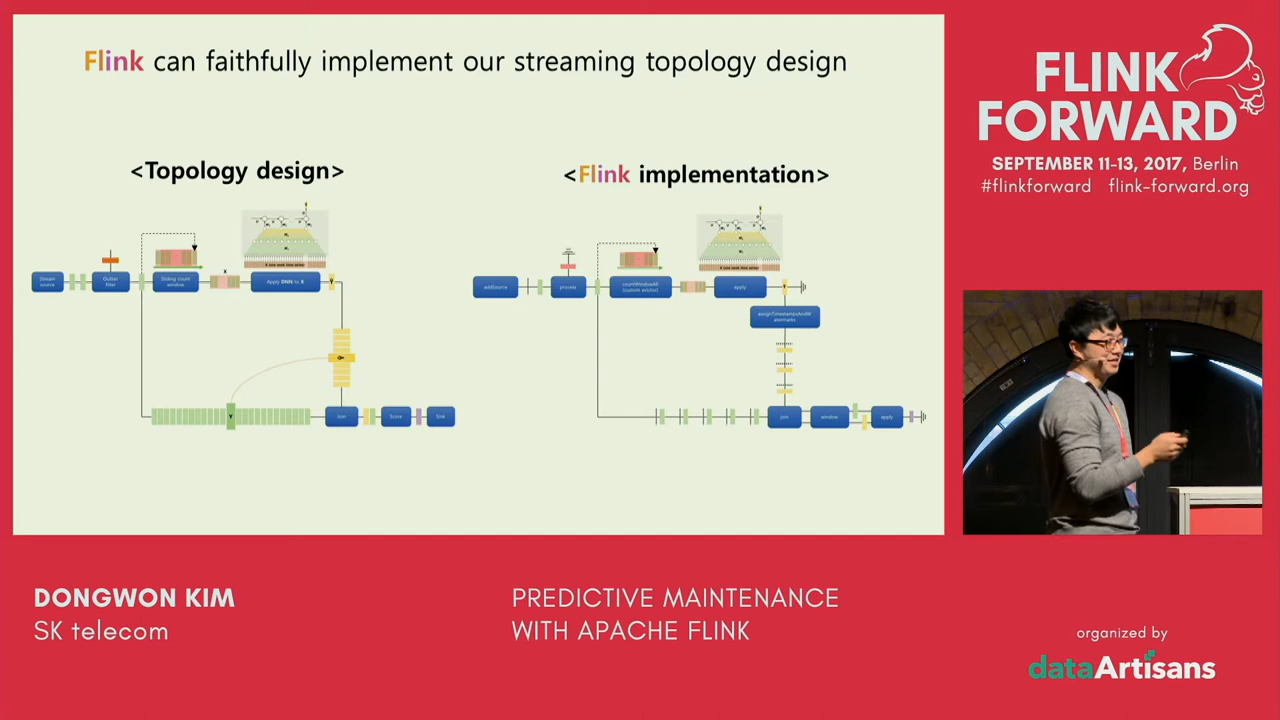 Flink can faithfully implement our streaming topology design
<Topology design>
<Flink implementation>
Stream source
Outlier filter
Sliding count window
X
Apply DNN to X
Y
Join
Score
Sink
addSource
process
countWindowAll (custom evictor)
apply
assignTimestampsAndWatermarks
join
window
apply
FLINK
FORWARD
SEPTEMBER 11-13, 2017, Berlin
#flinkforward flink-forward.org
DONGWON KIM
SK telecom
PREDICTIVE MAINTENANCE
WITH APACHE FLINK
organized by
dataArtisans